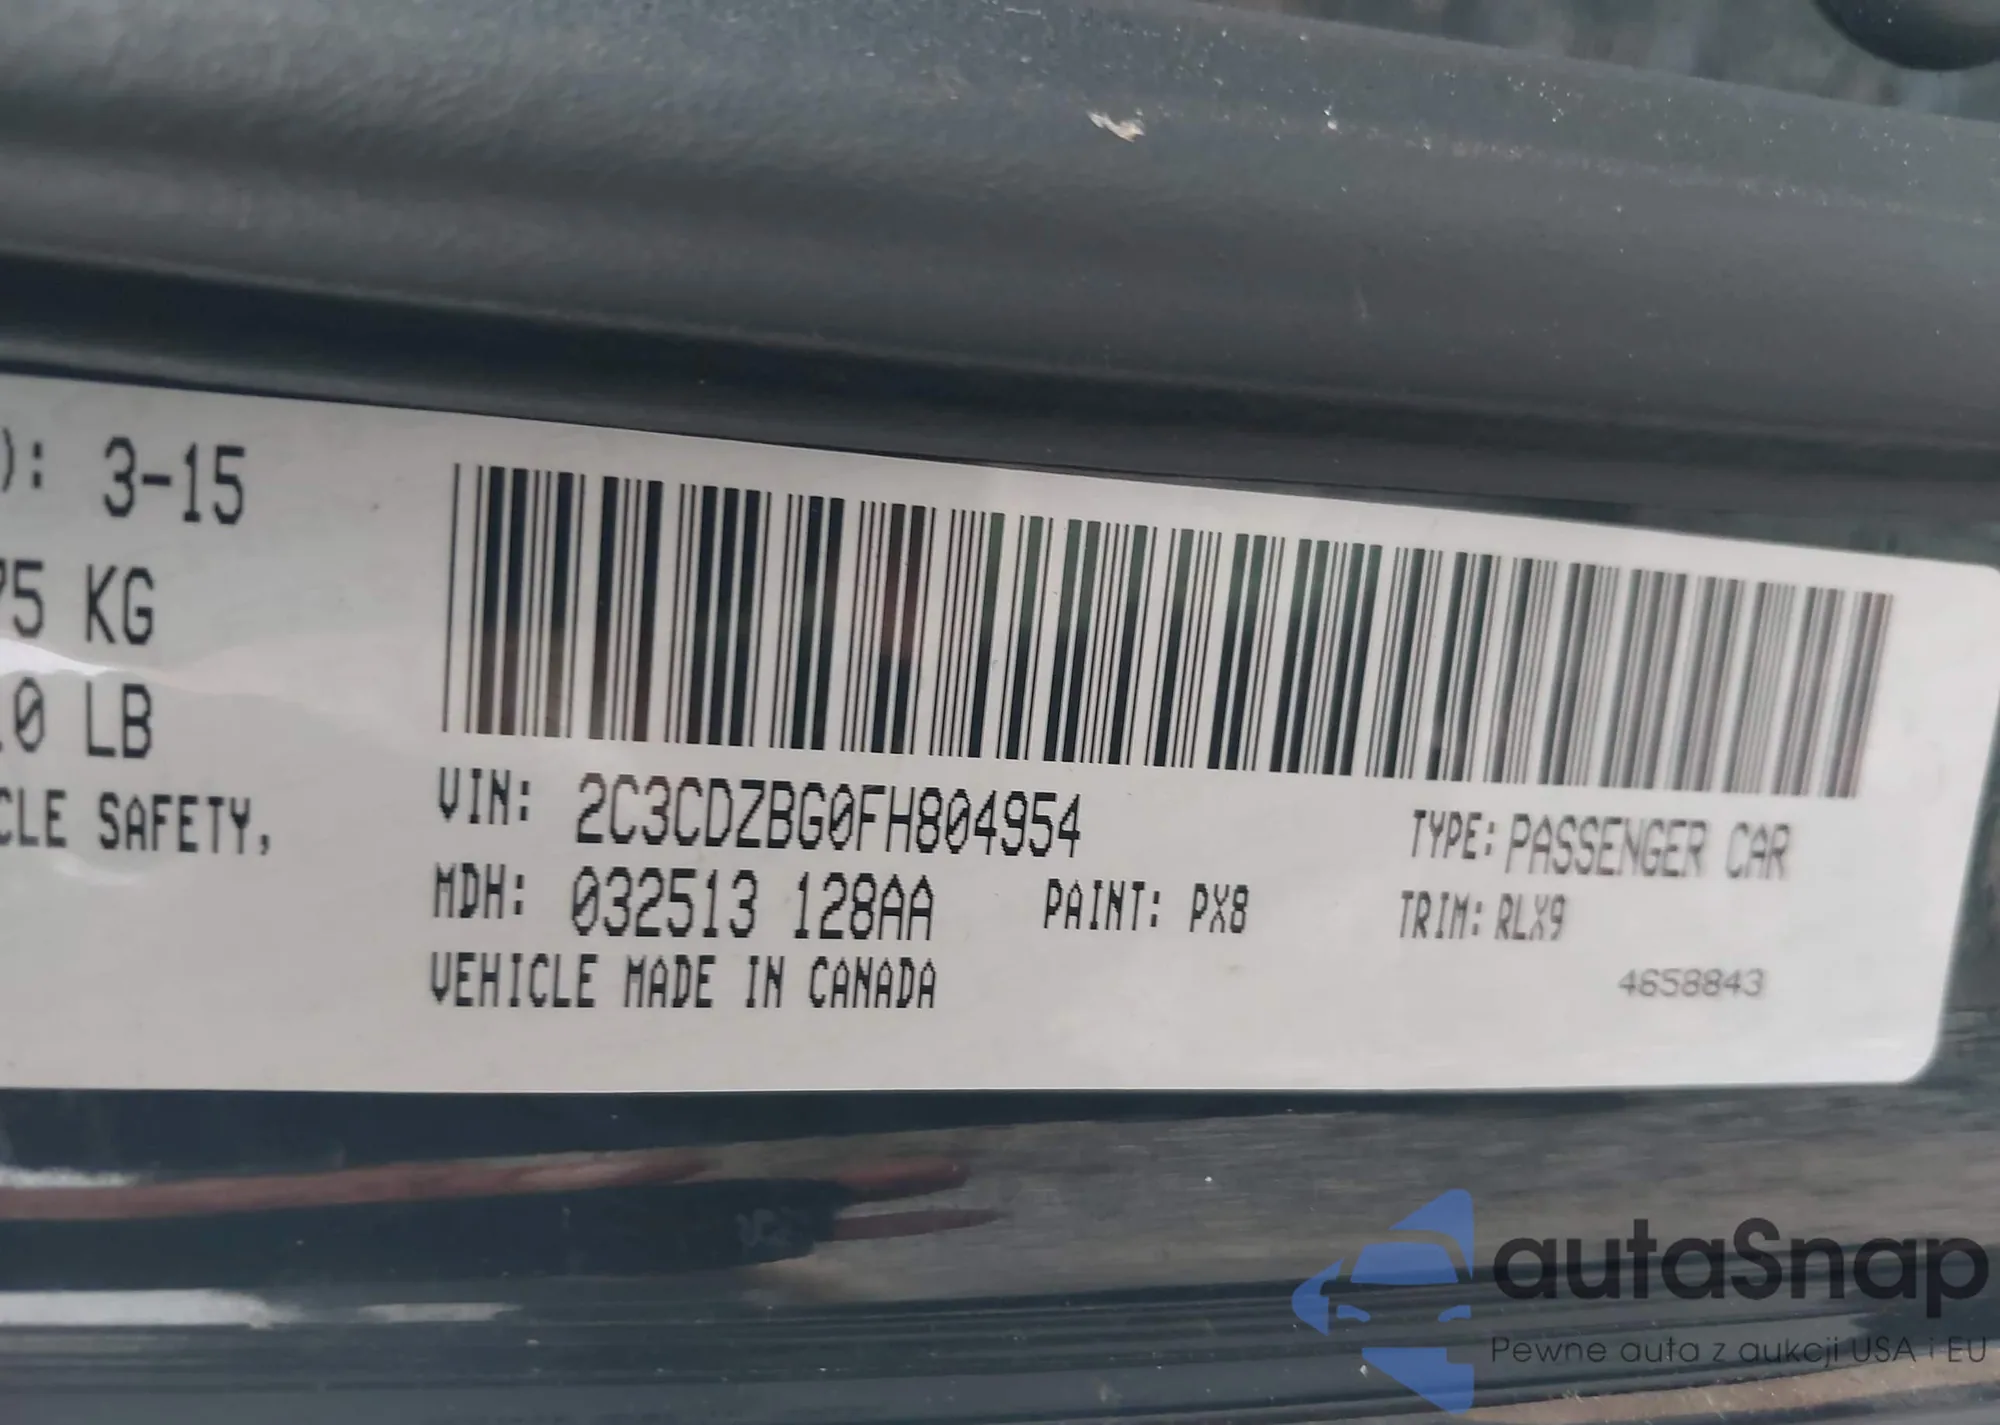 ): 3-15
75 KG
10 LB
CLE SAFETY,
VIN: 2C3CDZBG0FH804954
TYPE: PASSENGER CAR
MDH: 032513 128AA PAINT: PX8 TRIM: RLX9
VEHICLE MADE IN CANADA
4658843
autaSnap
Pewne auta z aukcji USA i EU